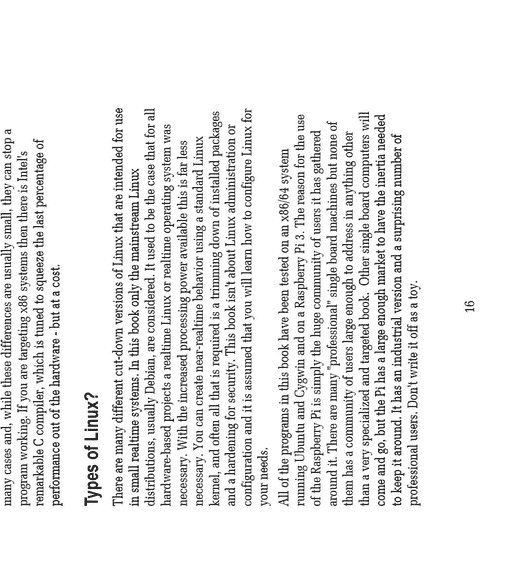 many cases and, while these differences are usually small, they can stop a
program working. If you are targeting x86 systems then there is Intel's
remarkable C compiler, which is tuned to squeeze the last percentage of
performance out of the hardware - but at a cost.
Types of Linux?
There are many different cut-down versions of Linux that are intended for use
in small realtime systems. In this book only the mainstream Linux
distributions, usually Debian, are considered. It used to be the case that for all
hardware-based projects a realtime Linux or realtime operating system was
necessary. With the increased processing power available this is far less
necessary. You can create near-realtime behavior using a standard Linux
kernel, and often all that is required is a trimming down of installed packages
and a hardening for security. This book isn't about Linux administration or
configuration and it is assumed that you will learn how to configure Linux for
your needs.
All of the programs in this book have been tested on an x86/64 system
running Ubuntu and Cygwin and on a Raspberry Pi 3. The reason for the use
of the Raspberry Pi is simply the huge community of users it has gathered
around it. There are many "professional" single board machines but none of
them has a community of users large enough to address in anything other
than a very specialized and targeted book.  Other single board computers will
come and go, but the Pi has a large enough market to have the inertia needed
to keep it around. It has an industrial version and a surprising number of
professional users. Don't write it off as a toy.
16